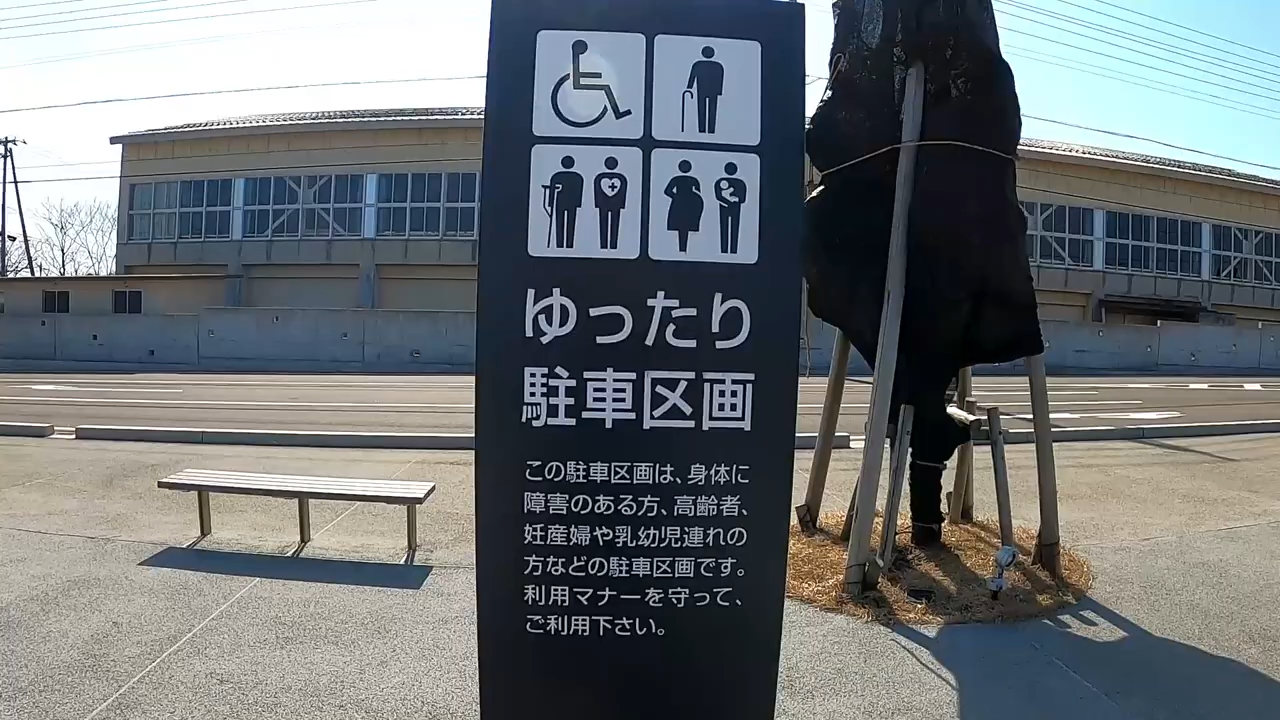 ゆったり
駐車区画
この駐車区画は、身体に
障害のある方、高齢者、
妊産婦や乳幼児連れの
方などの駐車区画です。
利用マナーを守って、
ご利用下さい。